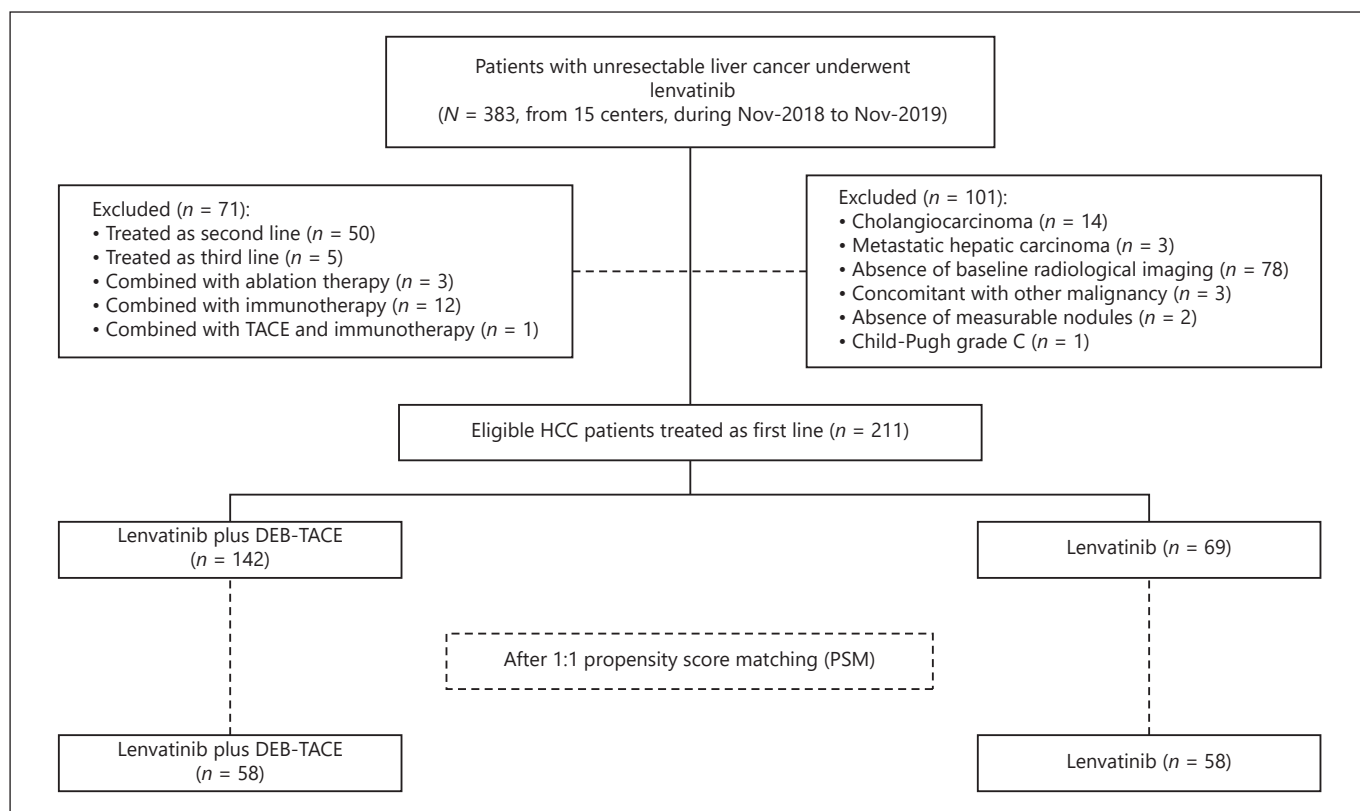 Patients with unresectable liver cancer underwent
lenvatinib
(N = 383, from 15 centers, during Nov-2018 to Nov-2019)
Excluded (n = 71):
• Treated as second line (n = 50)
• Treated as third line (n = 5)
• Combined with ablation therapy (n = 3)
• Combined with immunotherapy (n = 12)
• Combined with TACE and immunotherapy (n = 1)
Excluded (n = 101):
• Cholangiocarcinoma (n = 14)
• Metastatic hepatic carcinoma (n = 3)
• Absence of baseline radiological imaging (n = 78)
• Concomitant with other malignancy (n = 3)
• Absence of measurable nodules (n = 2)
• Child-Pugh grade C (n = 1)
Eligible HCC patients treated as first line (n = 211)
Lenvatinib plus DEB-TACE
(n = 142)
Lenvatinib (n = 69)
After 1:1 propensity score matching (PSM)
Lenvatinib plus DEB-TACE
(n = 58)
Lenvatinib (n = 58)